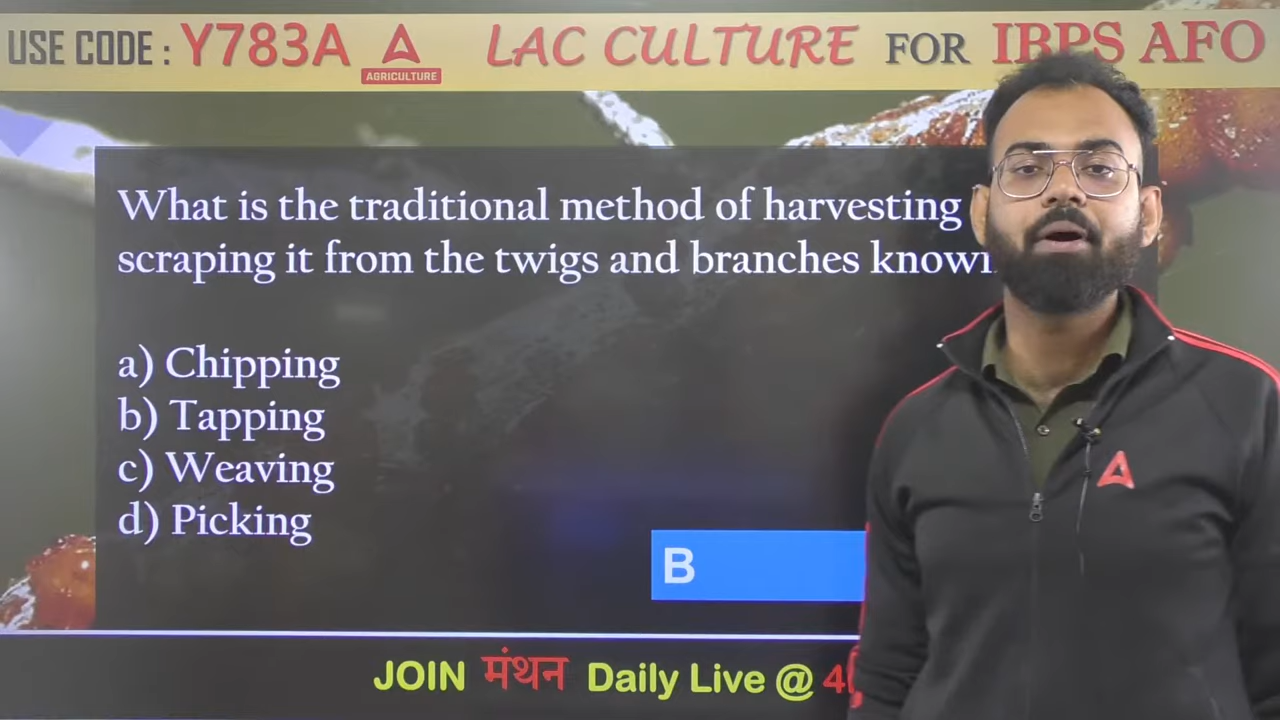 USE CODE : Y783A
AGRICULTURE
LAC CULTURE FOR IBPS AFO
What is the traditional method of harvesting
scraping it from the twigs and branches
a) Chipping
b) Tapping
c) Weaving
d) Picking
B
JOIN मंथन Daily Live @ 4